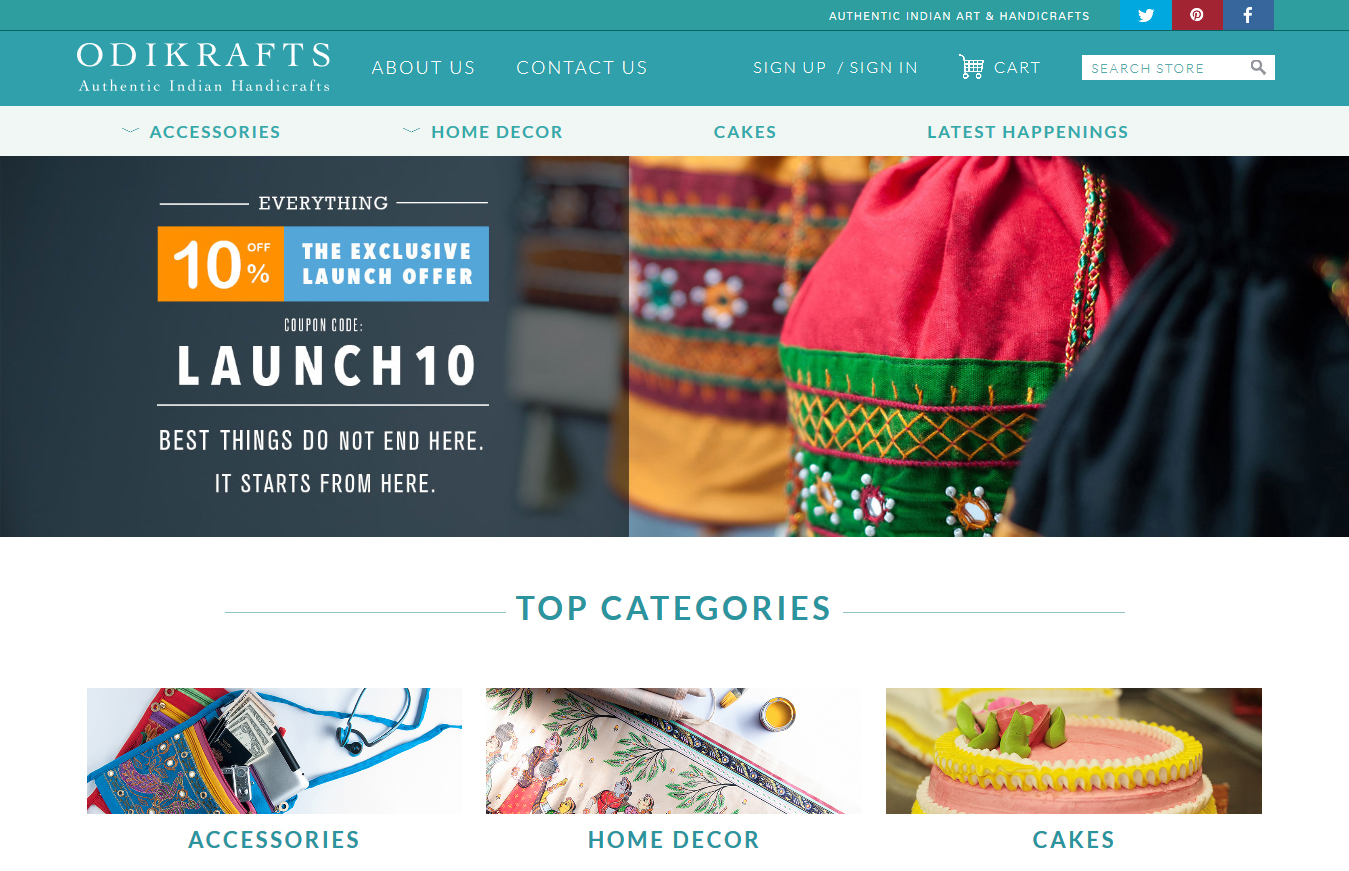 AUTHENTIC INDIAN ART & HANDICRAFTS
ODIKRAFTS
Authentic Indian Handicrafts
ABOUT US
CONTACT US
SIGN UP / SIGN IN
CART
SEARCH STORE
ACCESSORIES
HOME DECOR
CAKES
LATEST HAPPENINGS
EVERYTHING
10% OFF
THE EXCLUSIVE
LAUNCH OFFER
COUPON CODE:
LAUNCH10
BEST THINGS DO NOT END HERE.
IT STARTS FROM HERE.
TOP CATEGORIES
ACCESSORIES
HOME DECOR
CAKES